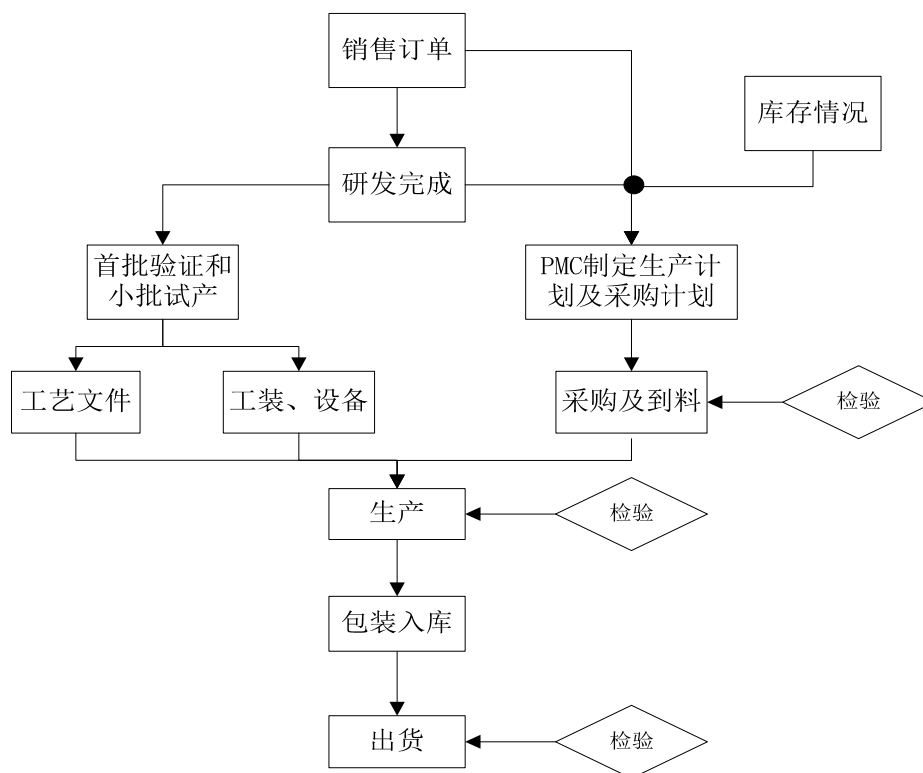 销售订单
库存情况
研发完成
首批验证和
小批试产
PMC制定生产计
划及采购计划
工艺文件
工装、设备
采购及到料
检验
生产
检验
包装入库
出货
检验